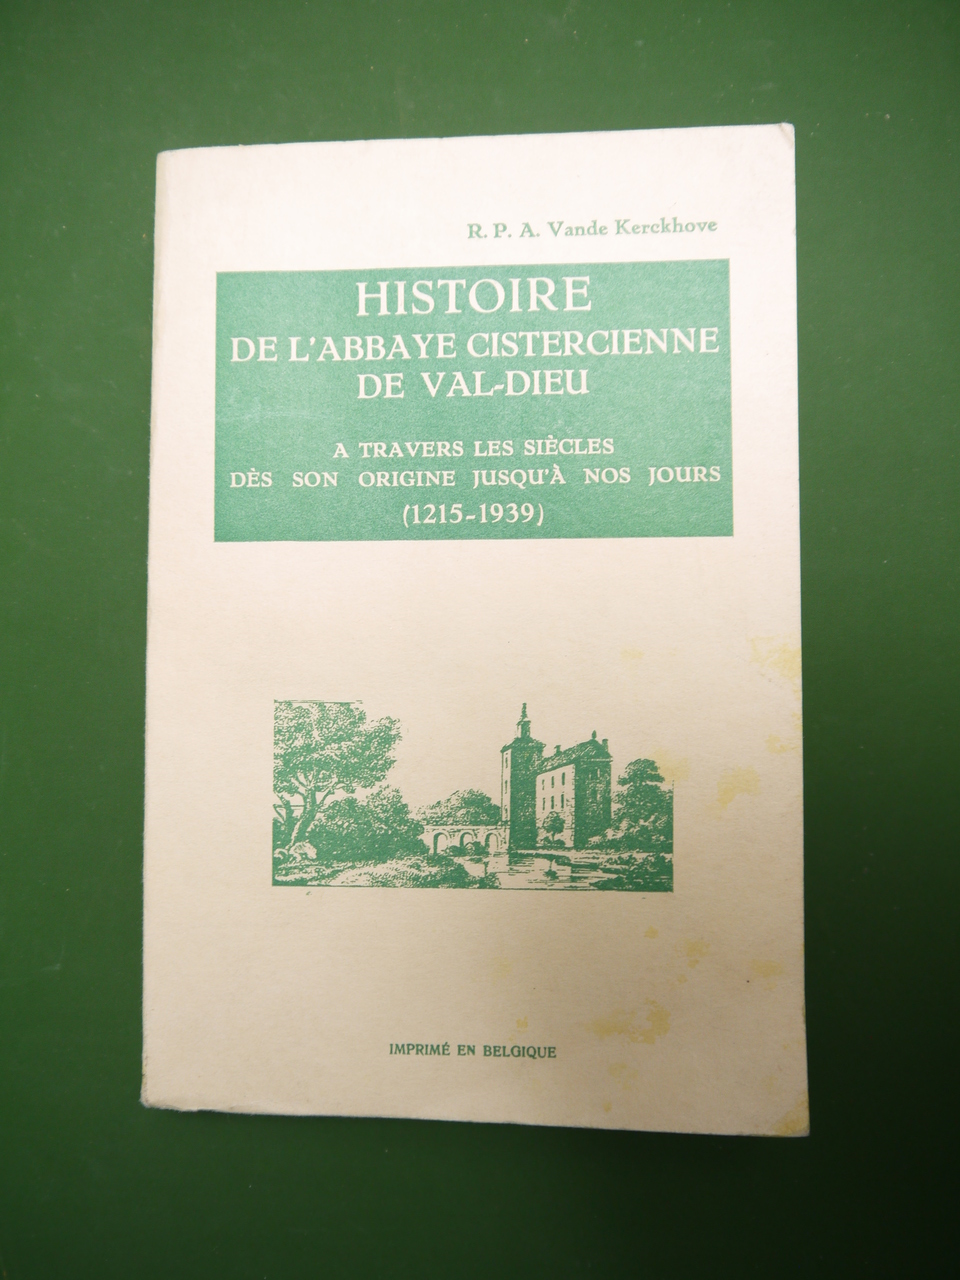 R. P. A. Vande Kerckhove
HISTOIRE
DE L'ABBAYE CISTERCIENNE
DE VAL-DIEU
A TRAVERS LES SIÈCLES
DÈS SON ORIGINE JUSQU'À NOS JOURS
(1215-1939)
IMPRIMÉ EN BELGIQUE